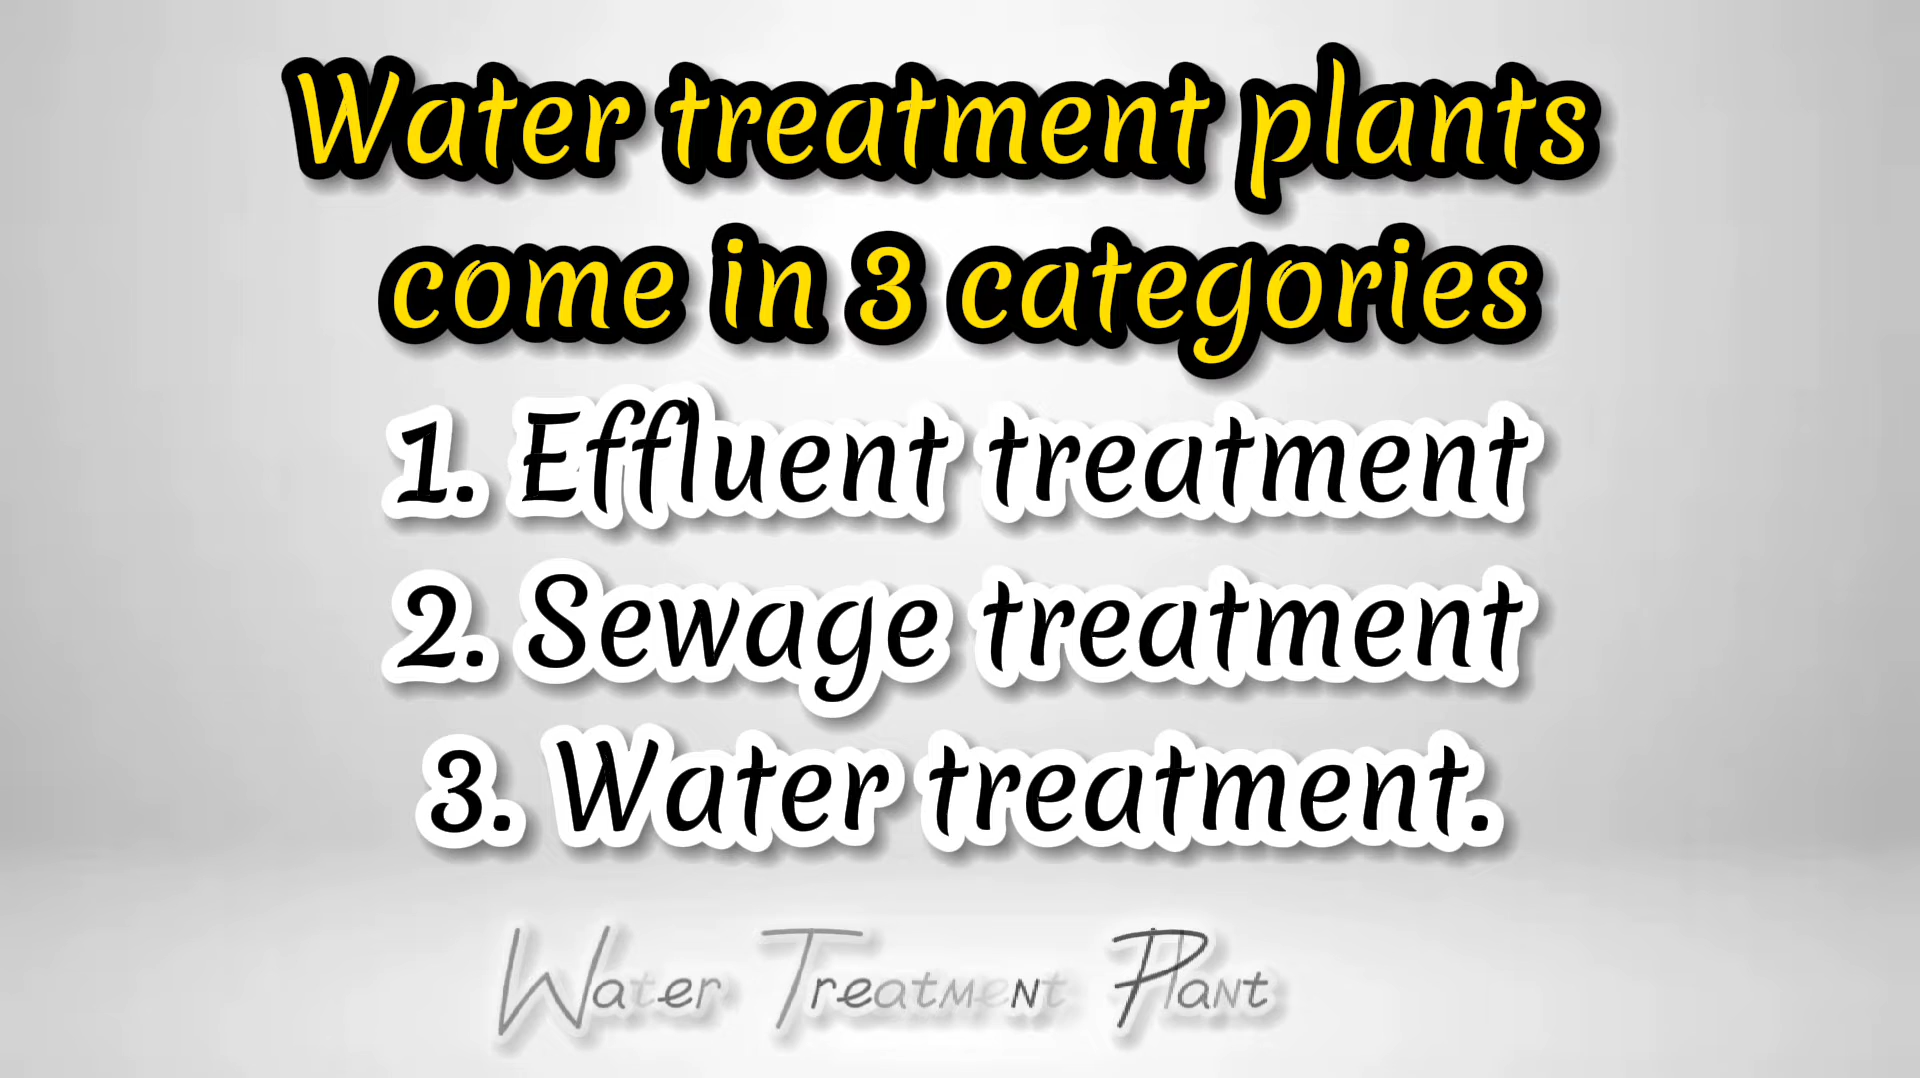 Water treatment plants
come in 3 categories
1. Effluent treatment
2. Sewage treatment
3. Water treatment.
Water Treatment Plant